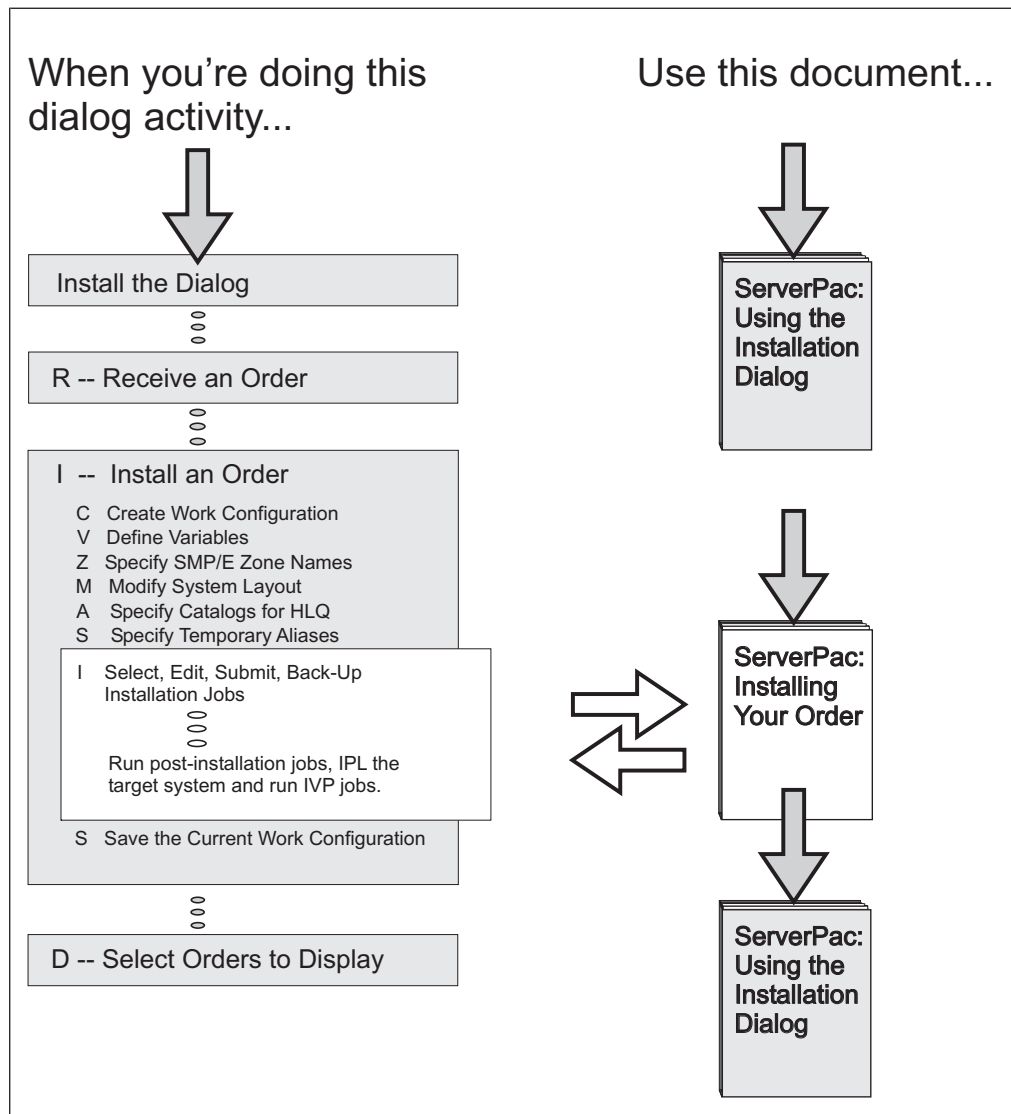 When you're doing this
dialog activity...
Install the Dialog
R -- Receive an Order
I -- Install an Order
C Create Work Configuration
V Define Variables
Z Specify SMP/E Zone Names
M Modify System Layout
A Specify Catalogs for HLQ
S Specify Temporary Aliases
I Select, Edit, Submit, Back-Up
Installation Jobs
Run post-installation jobs, IPL the
target system and run IVP jobs.
S Save the Current Work Configuration
D -- Select Orders to Display
Use this document...
ServerPac:
Using the
Installation
Dialog
ServerPac:
Installing
Your Order
ServerPac:
Using the
Installation
Dialog